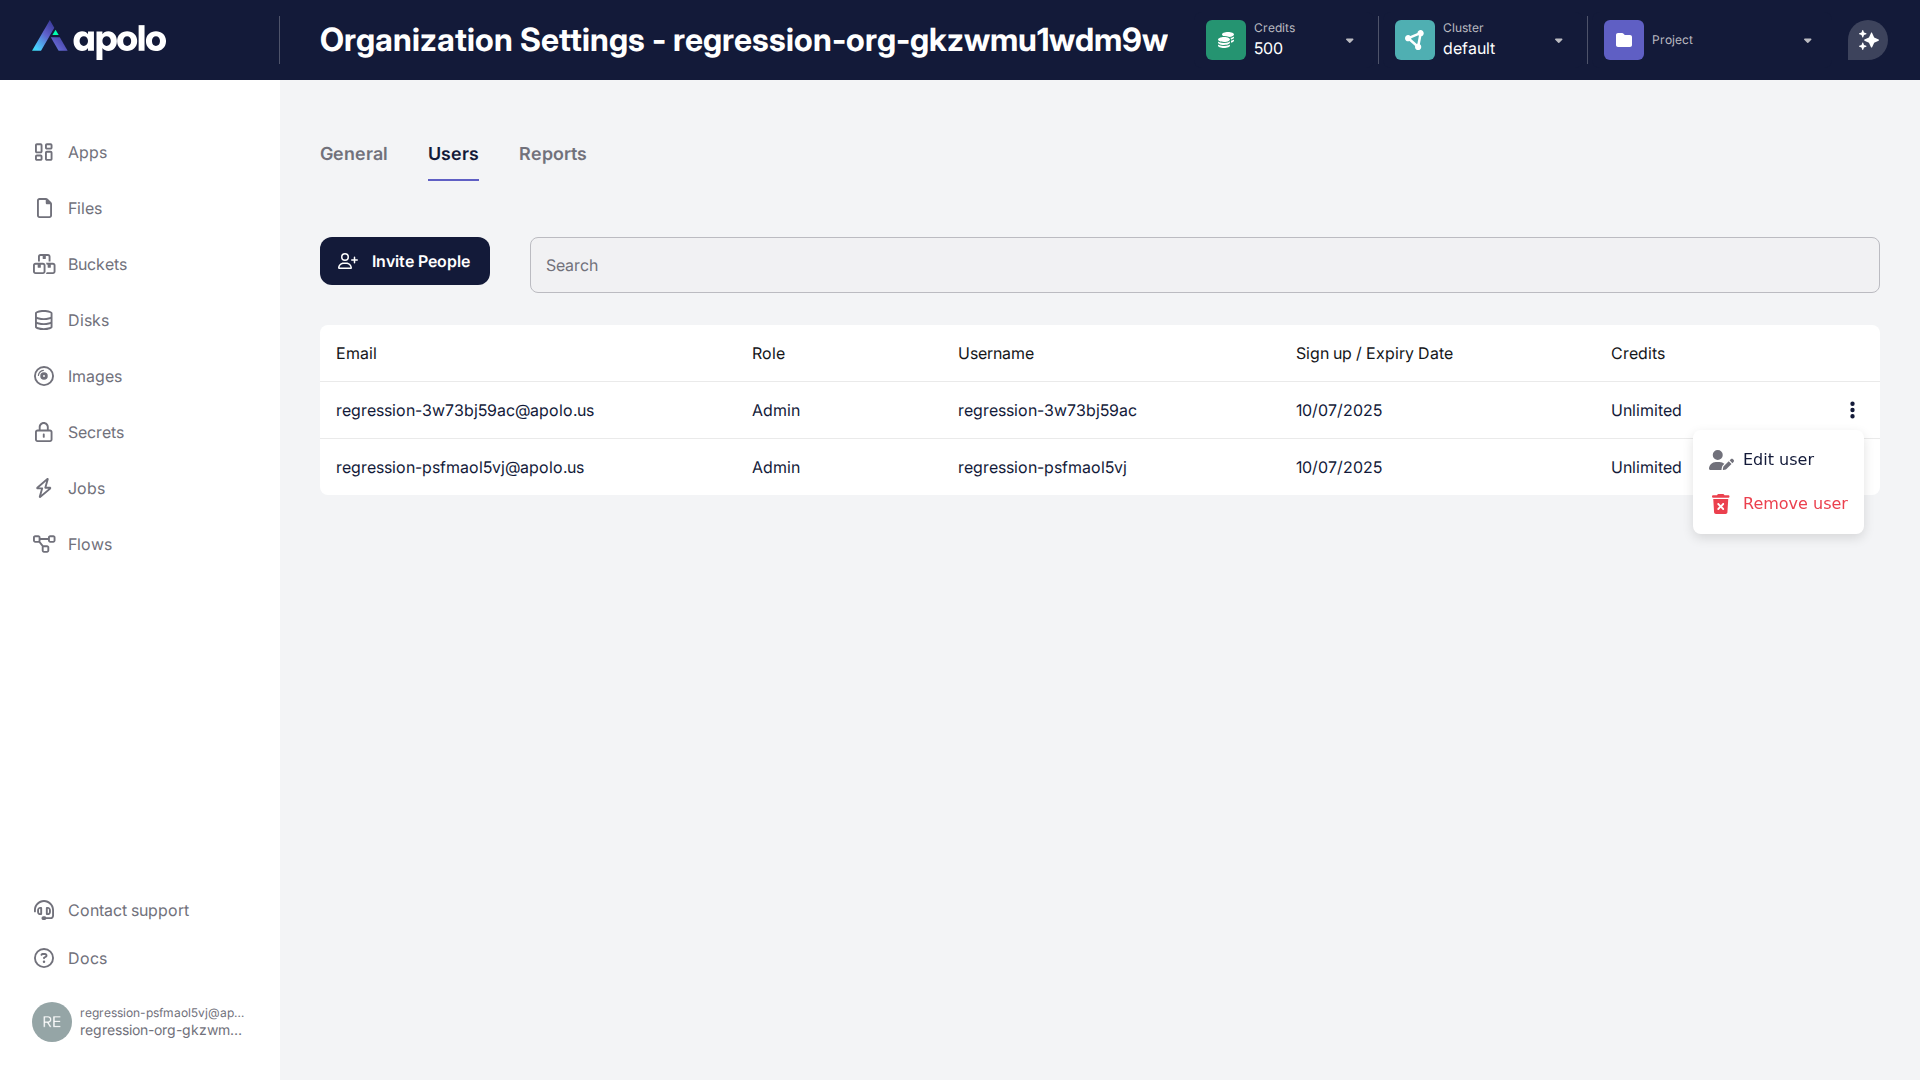 apolo
Organization Settings - regression-org-gkzwmu1wdm9w
Credits
500
Cluster
default
Project
Apps
Files
Buckets
Disks
Images
Secrets
Jobs
Flows
General Users Reports
Invite People
Search
Email Role Username Sign up / Expiry Date Credits
regression-3w73bj59ac@apolo.us Admin regression-3w73bj59ac 10/07/2025 Unlimited
regression-psfmaol5vj@apolo.us Admin regression-psfmaol5vj 10/07/2025 Unlimited
Edit user
Remove user
Contact support
Docs
RE
regression-psfmaol5vj@ap...
regression-org-gkzwm...